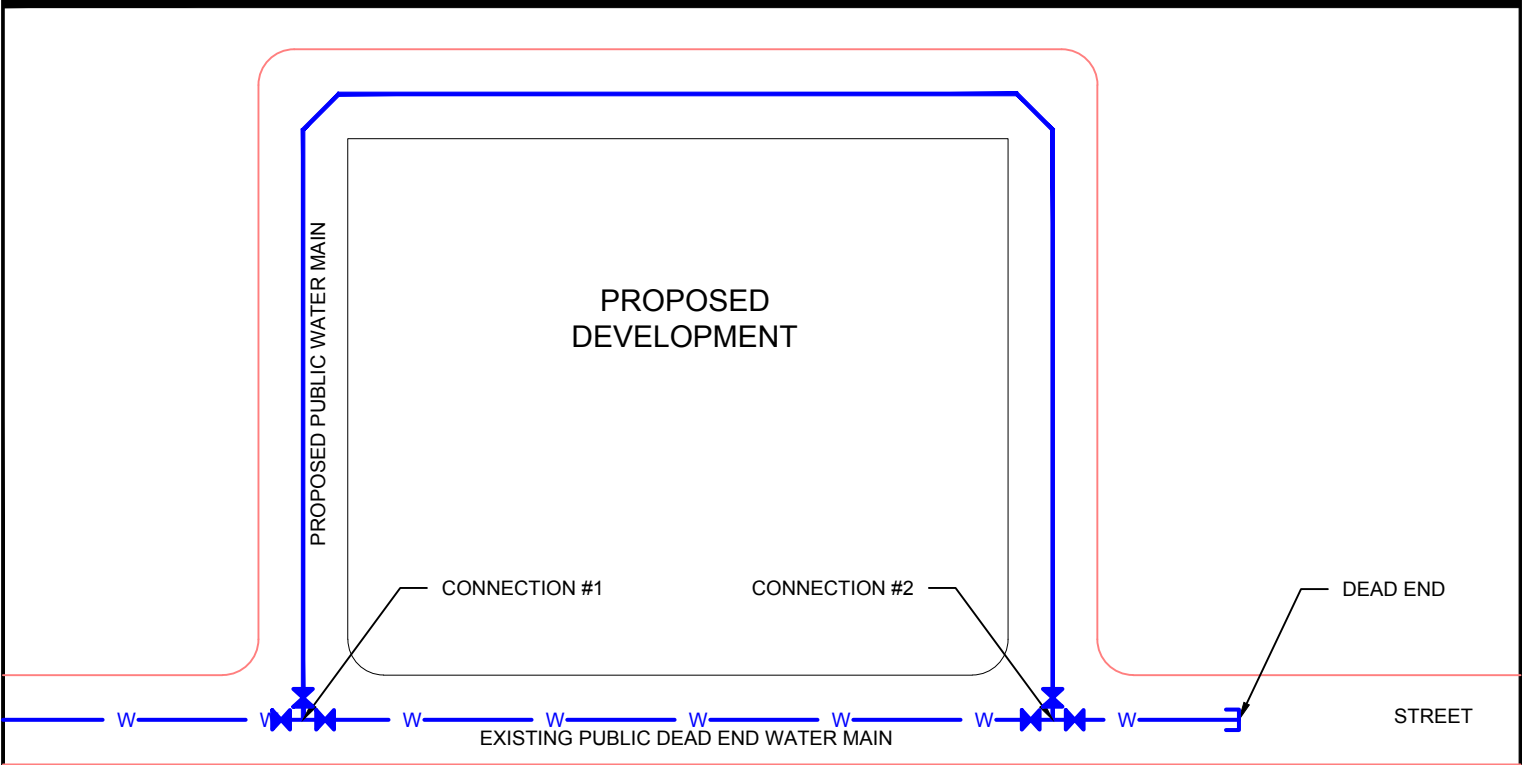 PROPOSED PUBLIC WATER MAIN
PROPOSED
DEVELOPMENT
CONNECTION #1
CONNECTION #2
DEAD END
W W W W W W W W
STREET
EXISTING PUBLIC DEAD END WATER MAIN